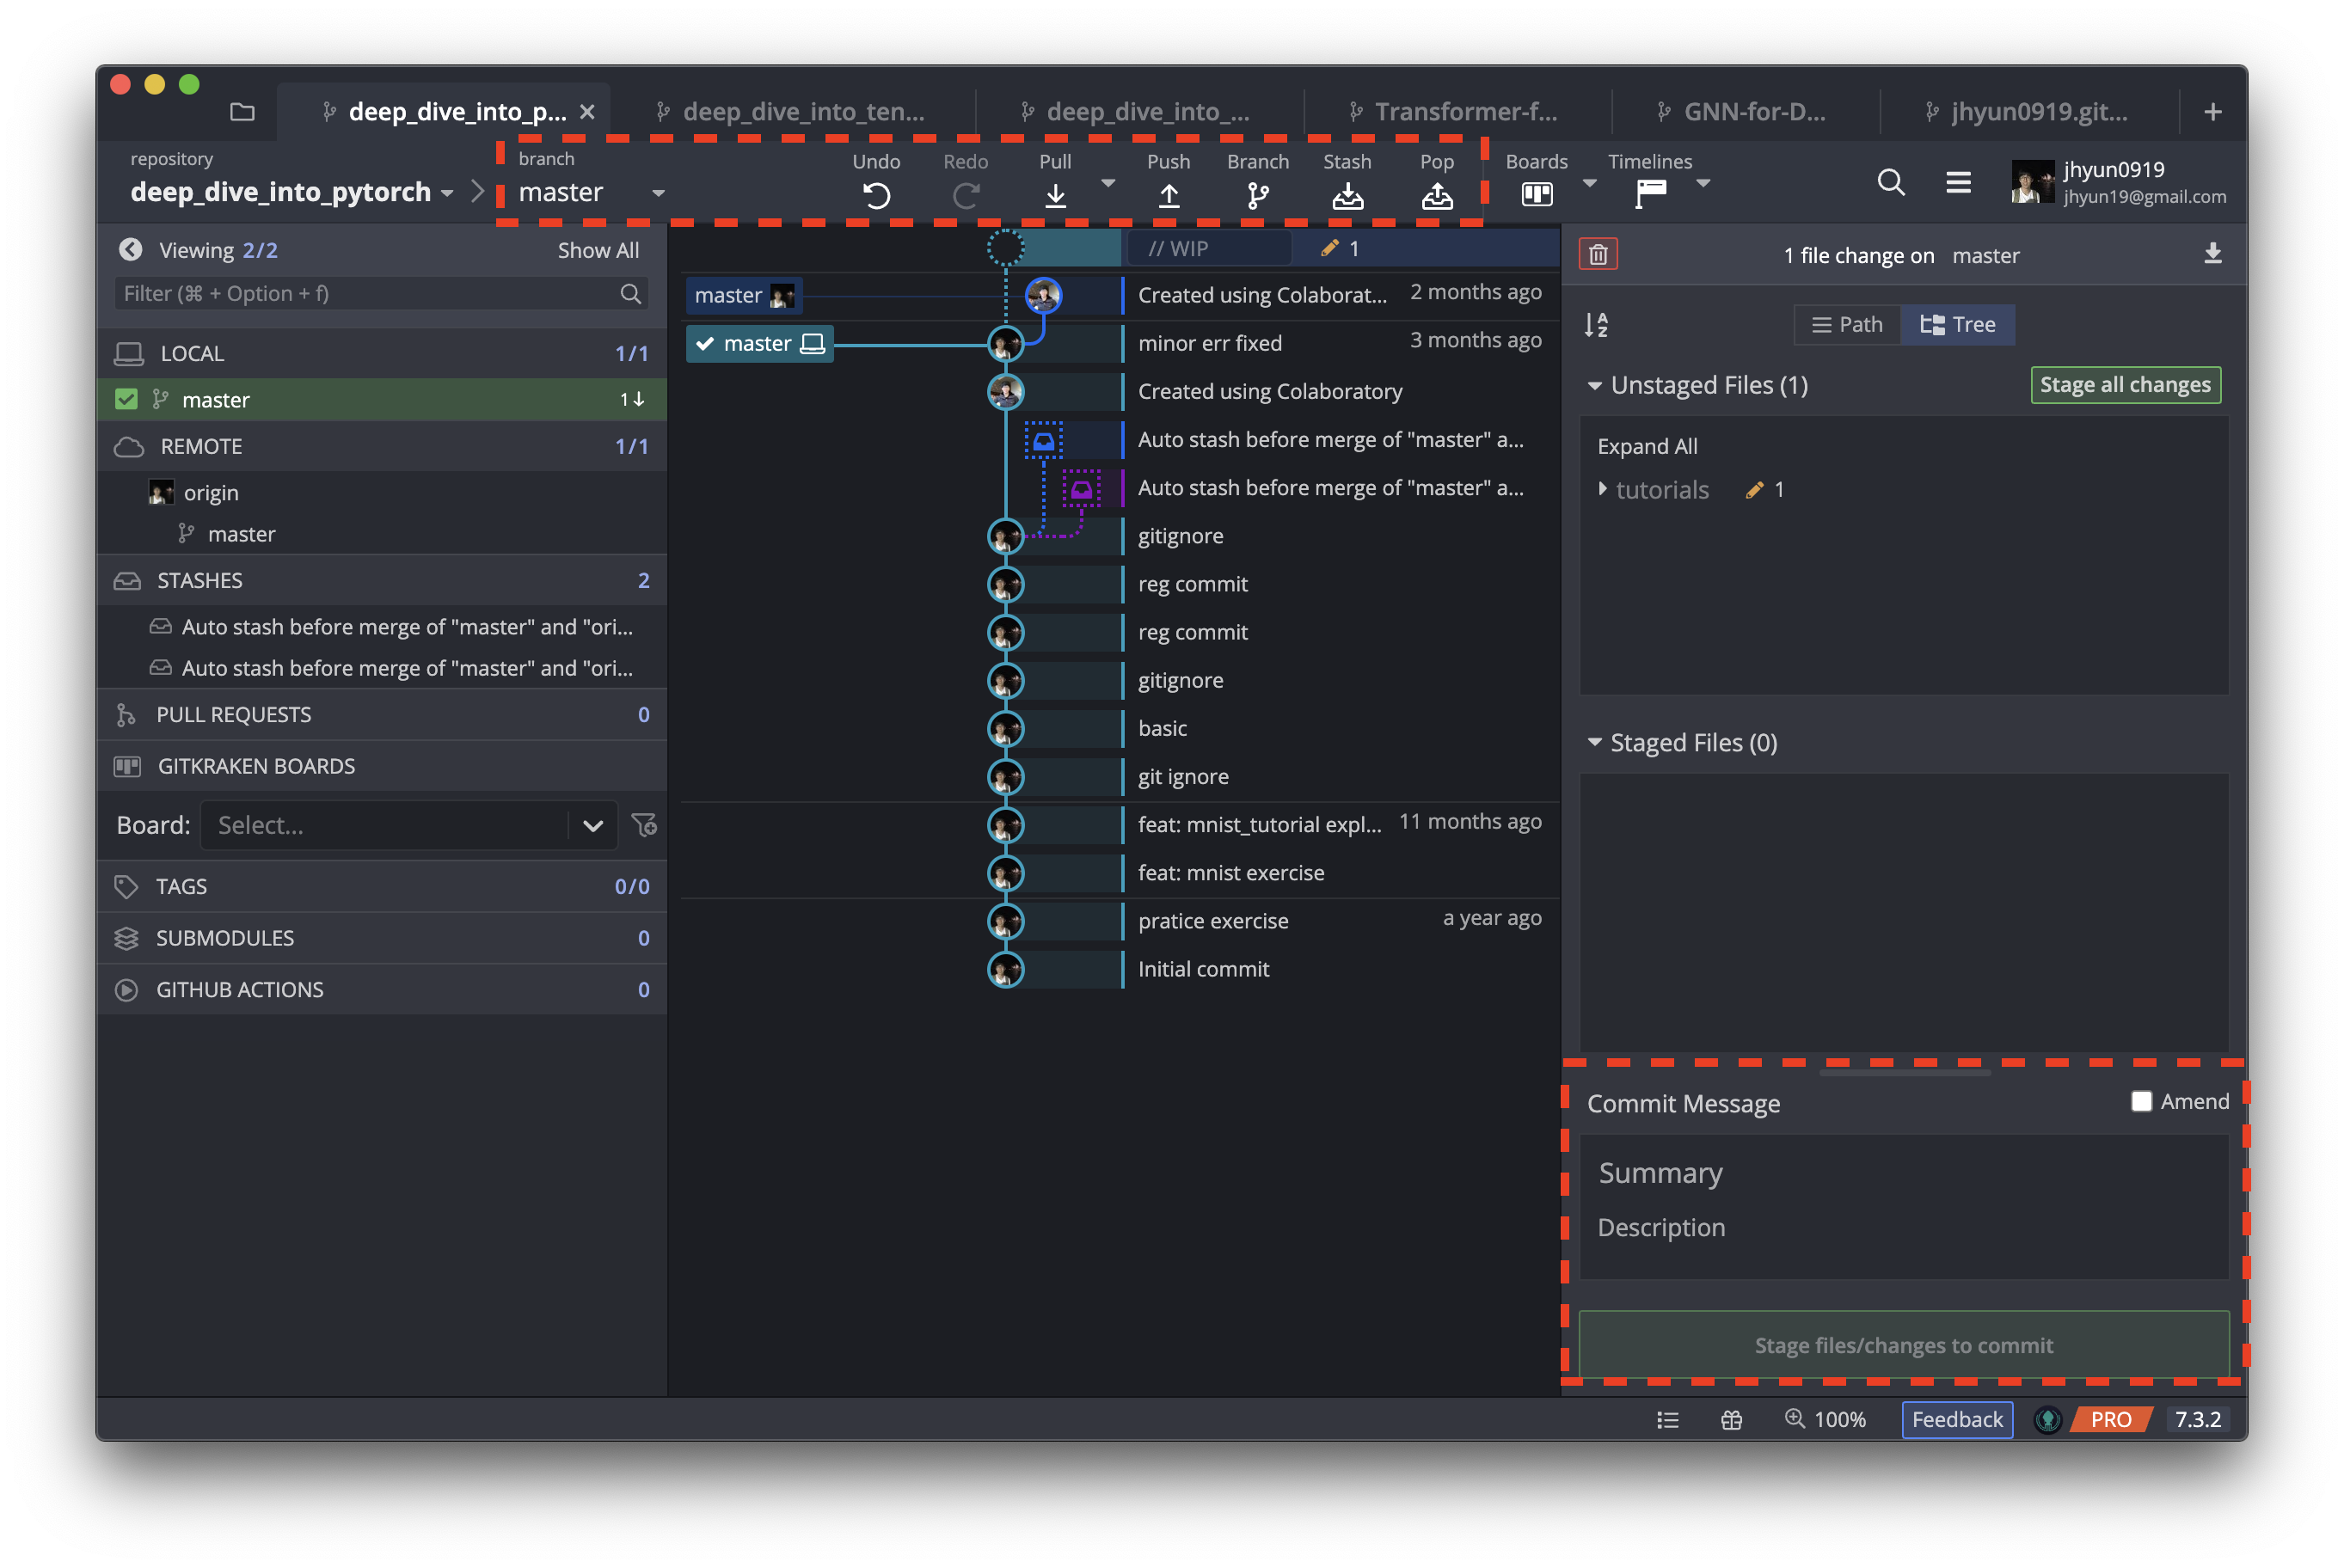 deep_dive_into_p...
deep_dive_into_ten...
deep_dive_into_...
Transformer-f...
GNN-for-D...
jhyun0919.git...
repository
deep_dive_into_pytorch
branch
master
Undo
Redo
Pull
Push
Branch
Stash
Pop
Boards
Timelines
jhyun0919
jhyun19@gmail.com
Viewing 2/2
Show All
Filter (⌘ + Option + f)
LOCAL 1/1
master 1↓
REMOTE 1/1
origin
master
STASHES 2
Auto stash before merge of "master" and "ori...
Auto stash before merge of "master" and "ori...
PULL REQUESTS 0
GITKRAKEN BOARDS
Board: Select...
TAGS 0/0
SUBMODULES 0
GITHUB ACTIONS 0
// WIP 1
master Created using Colaborat... 2 months ago
master minor err fixed 3 months ago
Created using Colaboratory
Auto stash before merge of "master" a...
Auto stash before merge of "master" a...
gitignore
reg commit
reg commit
gitignore
basic
git ignore
feat: mnist_tutorial expl... 11 months ago
feat: mnist exercise
pratice exercise a year ago
Initial commit
1 file change on master
A
Z
Path
Tree
Unstaged Files (1)
Stage all changes
Expand All
tutorials 1
Staged Files (0)
Commit Message
Amend
Summary
Description
Stage files/changes to commit
100%
Feedback
PRO
7.3.2